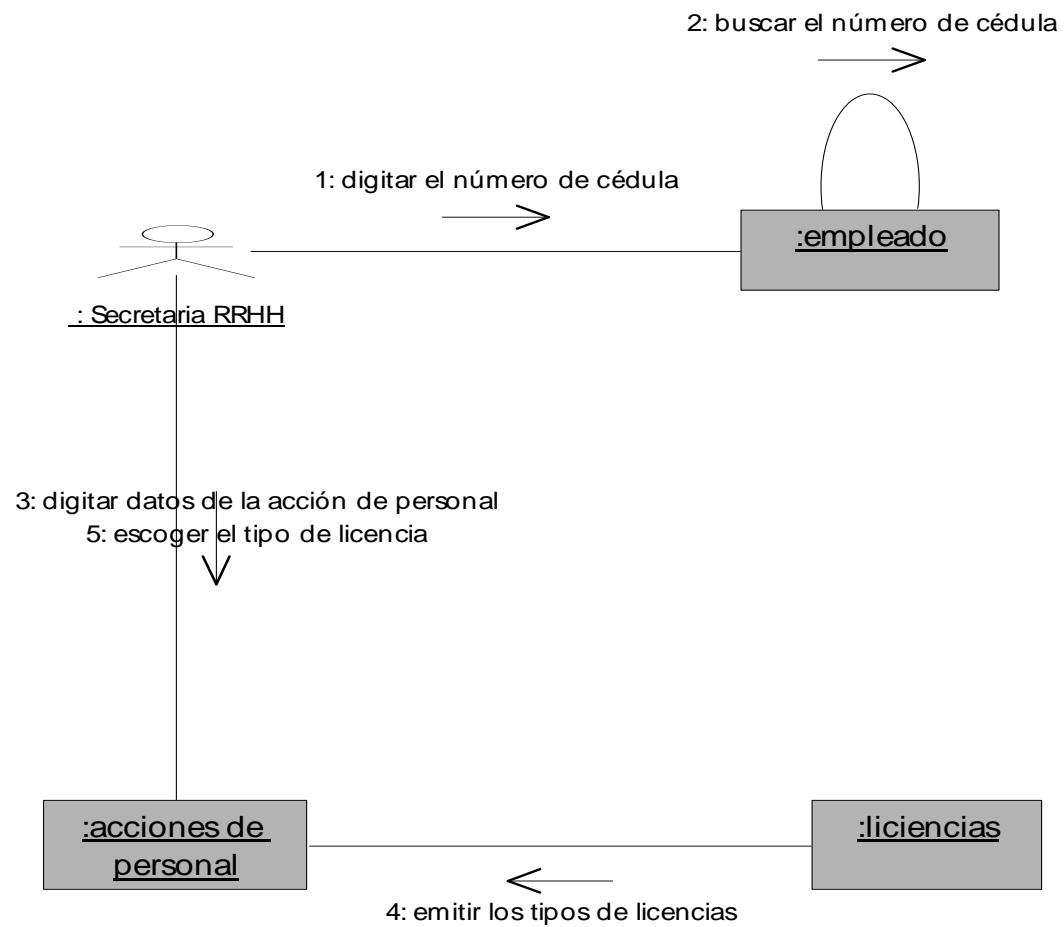 2: buscar el número de cédula
1: digitar el número de cédula
:empleado
: Secretaria RRHH
3: digitar datos de la acción de personal
5: escoger el tipo de licencia
:acciones de
personal
:liciencias
4: emitir los tipos de licencias